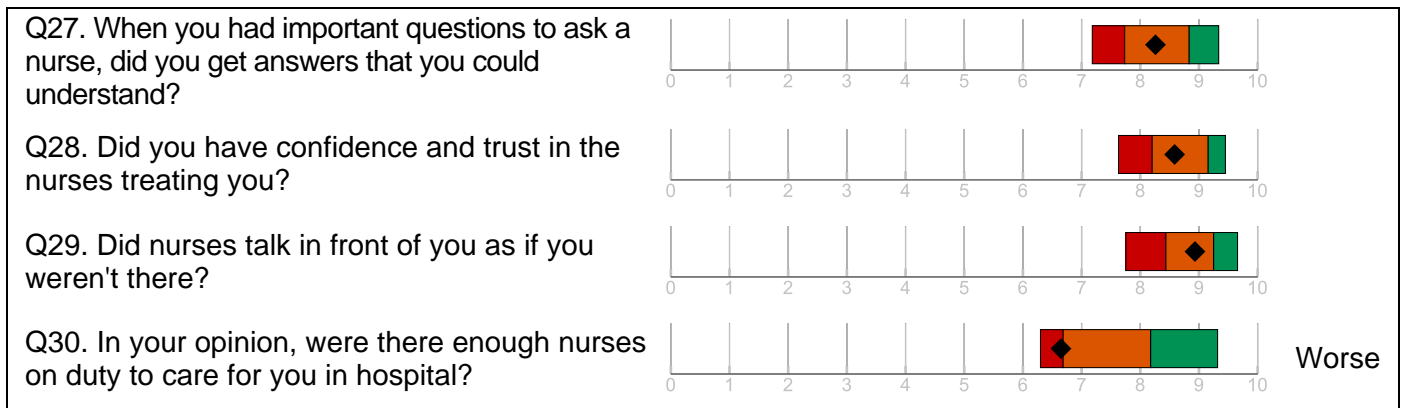 Q27. When you had important questions to ask a
nurse, did you get answers that you could
understand?
0 1 2 3 4 5 6 7 8 9 10
Q28. Did you have confidence and trust in the
nurses treating you?
0 1 2 3 4 5 6 7 8 9 10
Q29. Did nurses talk in front of you as if you
weren't there?
0 1 2 3 4 5 6 7 8 9 10
Q30. In your opinion, were there enough nurses
on duty to care for you in hospital?
Worse
0 1 2 3 4 5 6 7 8 9 10